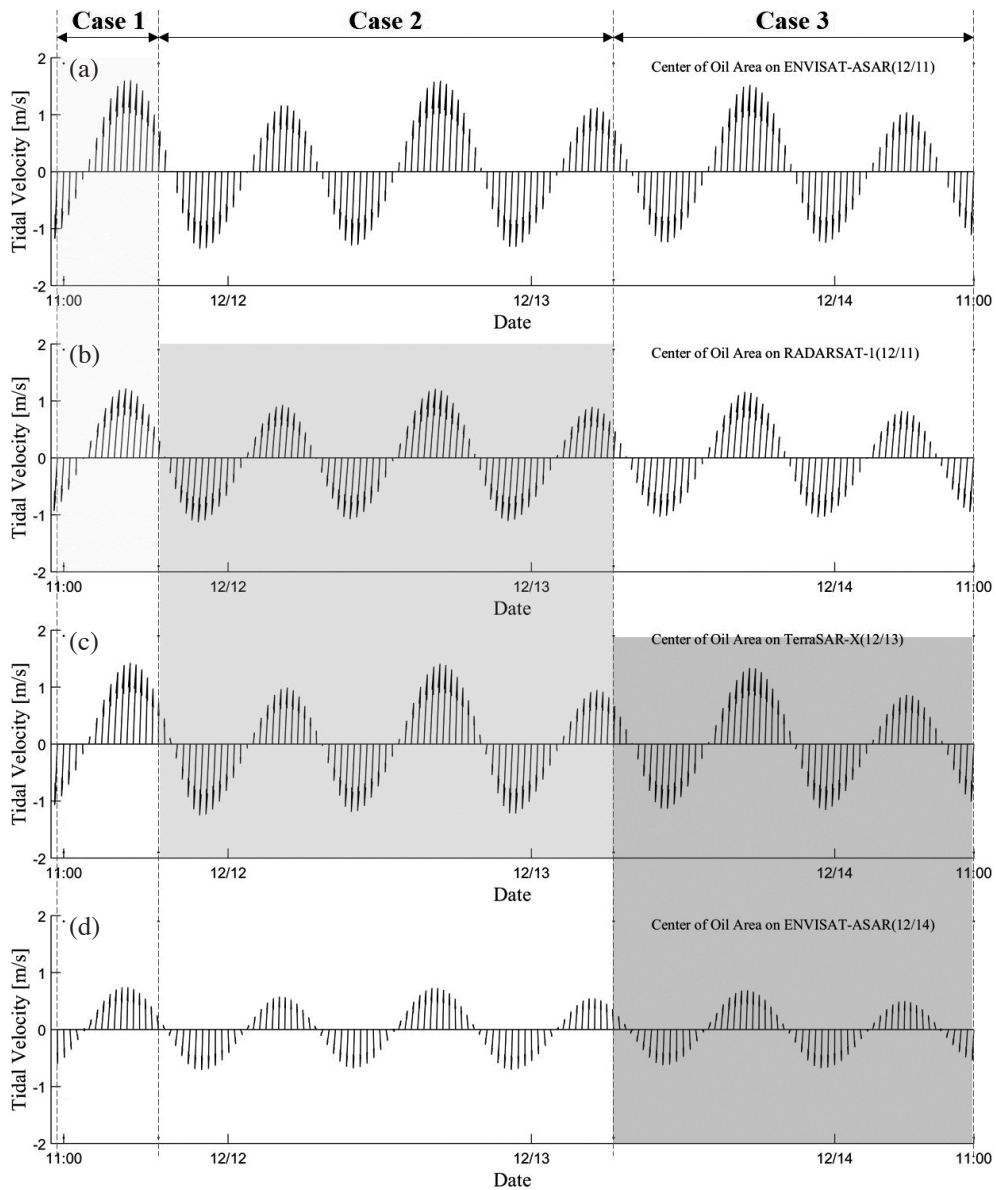 Case 1 Case 2 Case 3
(a)
Center of Oil Area on ENVISAT-ASAR(12/11)
Tidal Velocity [m/s]
2
1
0
-1
-2
11:00 12/12 12/13 12/14 11:00
Date
(b)
Center of Oil Area on RADARSAT-1(12/11)
Tidal Velocity [m/s]
2
1
0
-1
-2
11:00 12/12 12/13 12/14 11:00
Date
(c)
Center of Oil Area on TerraSAR-X(12/13)
Tidal Velocity [m/s]
2
1
0
-1
-2
11:00 12/12 12/13 12/14 11:00
Date
(d)
Center of Oil Area on ENVISAT-ASAR(12/14)
Tidal Velocity [m/s]
2
1
0
-1
-2
11:00 12/12 12/13 12/14 11:00
Date